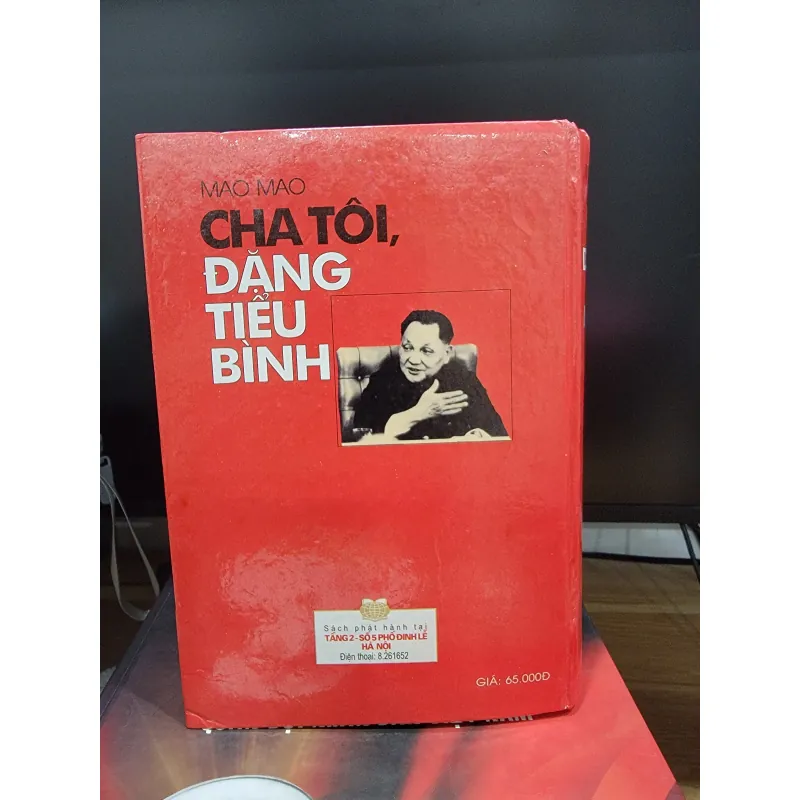 MAO MAO
CHA TÔI,
ĐẶNG
TIỂU
BÌNH
Sách phát hành tại
TẦNG 2 - SỐ 5 PHỐ ĐINH LỄ
HÀ NỘI
Điện thoại: 8.261652
GIÁ: 65.000Đ